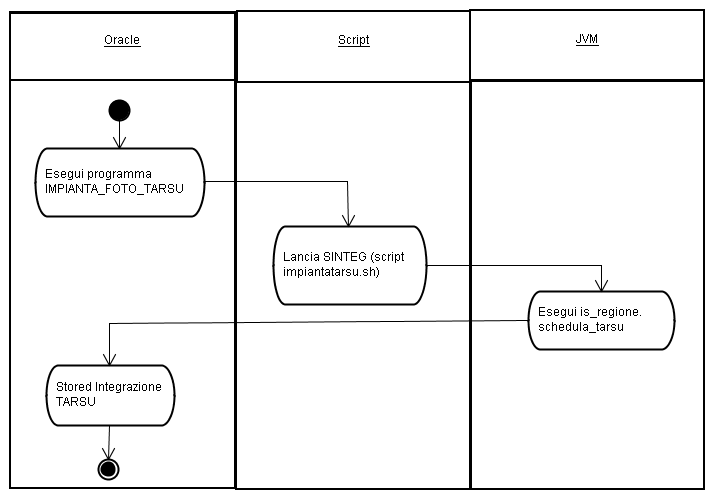 Oracle
Script
JVM
Esegui programma
IMPIANTA_FOTO_TARSU
Lancia SINTEG (script
impiantatarsu.sh)
Esegui is_regione.
schedula_tarsu
Stored Integrazione
TARSU